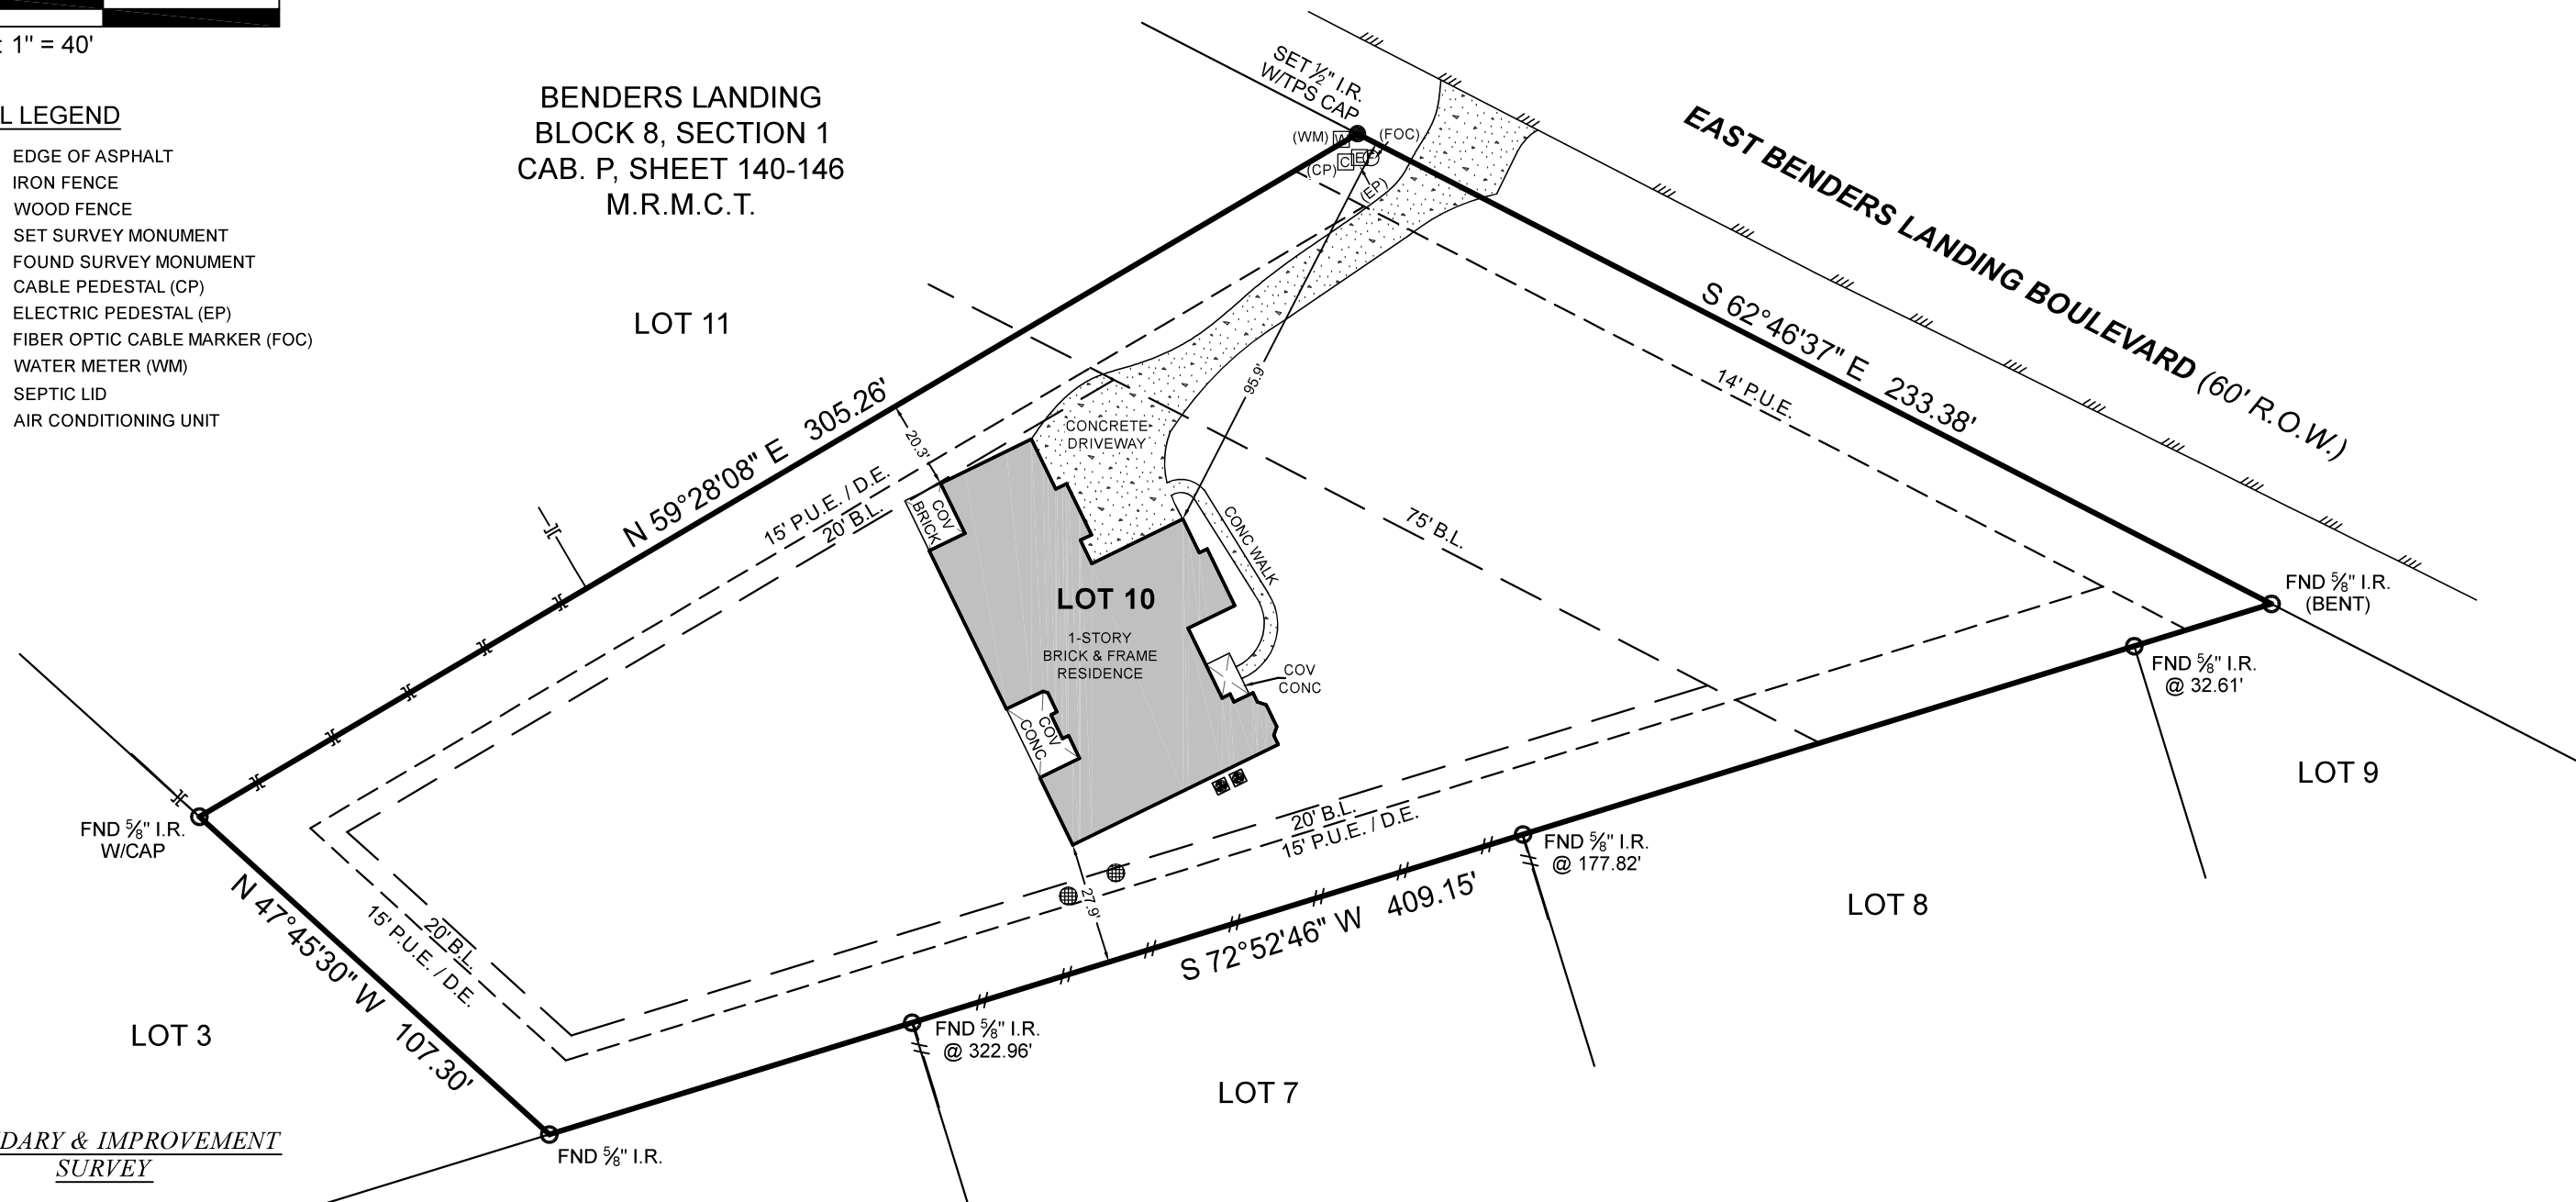 : 1" = 40'
L LEGEND
EDGE OF ASPHALT
IRON FENCE
WOOD FENCE
SET SURVEY MONUMENT
FOUND SURVEY MONUMENT
CABLE PEDESTAL (CP)
ELECTRIC PEDESTAL (EP)
FIBER OPTIC CABLE MARKER (FOC)
WATER METER (WM)
SEPTIC LID
AIR CONDITIONING UNIT
BENDERS LANDING
BLOCK 8, SECTION 1
CAB. P, SHEET 140-146
M.R.M.C.T.
SET ½" I.R.
W/TPS CAP
(WM)
W
(FOC)
(CP)
C
E
(EP)
EAST BENDERS LANDING BOULEVARD (60' R.O.W.)
S 62°46'37" E 233.38'
14' P.U.E.
LOT 11
N 59°28'08" E 305.26'
20.3'
95.9'
15' P.U.E. / D.E.
20' B.L.
CONCRETE
DRIVEWAY
75' B.L.
COV
BRICK
CONC WALK
LOT 10
1-STORY
BRICK & FRAME
RESIDENCE
COV
CONC
COV
CONC
FND ⅝" I.R.
(BENT)
FND ⅝" I.R.
@ 32.61'
LOT 9
20' B.L.
15' P.U.E. / D.E.
27.9'
FND ⅝" I.R.
@ 177.82'
LOT 8
S 72°52'46" W 409.15'
FND ⅝" I.R.
W/CAP
N 47°45'30" W 107.30'
20' B.L.
15' P.U.E. / D.E.
LOT 3
FND ⅝" I.R.
@ 322.96'
LOT 7
FND ⅝" I.R.
DARY & IMPROVEMENT
SURVEY